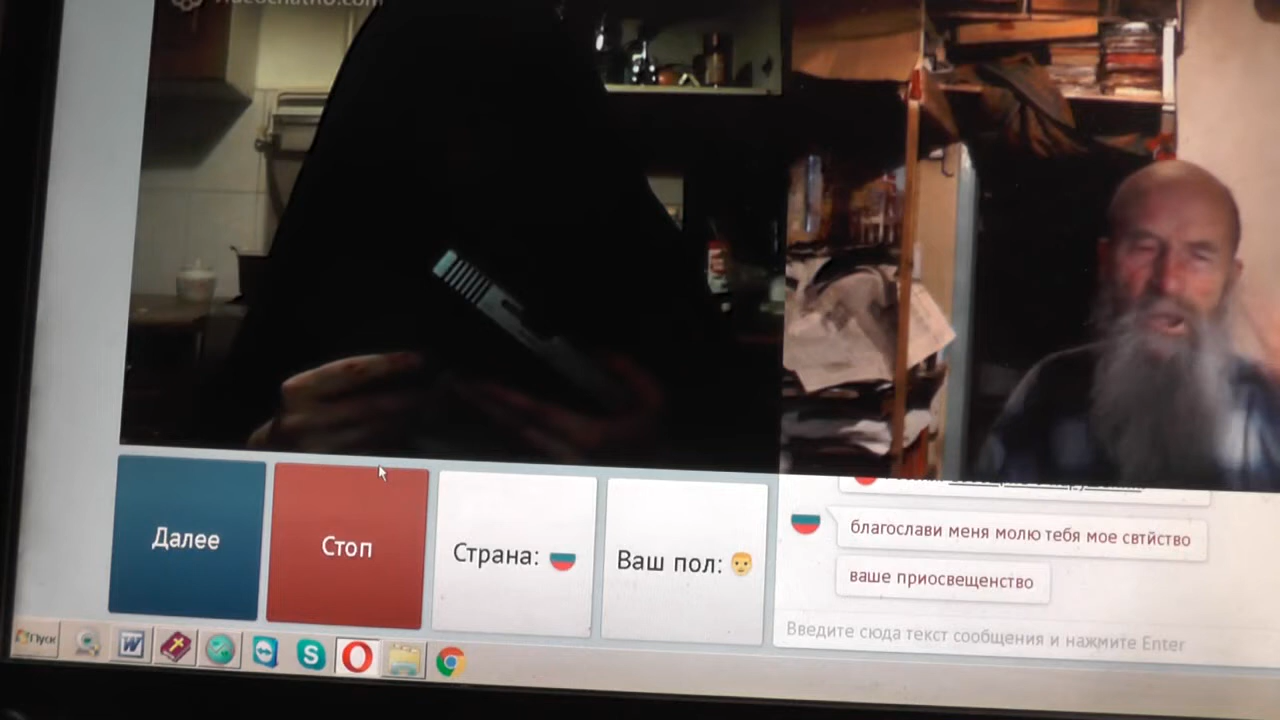 Далее
Стоп
Страна:
Ваш пол:
благослави меня молю тебя мое свтйство
ваше приосвещенство
Введите сюда текст сообщения и нажмите Enter
Пуск